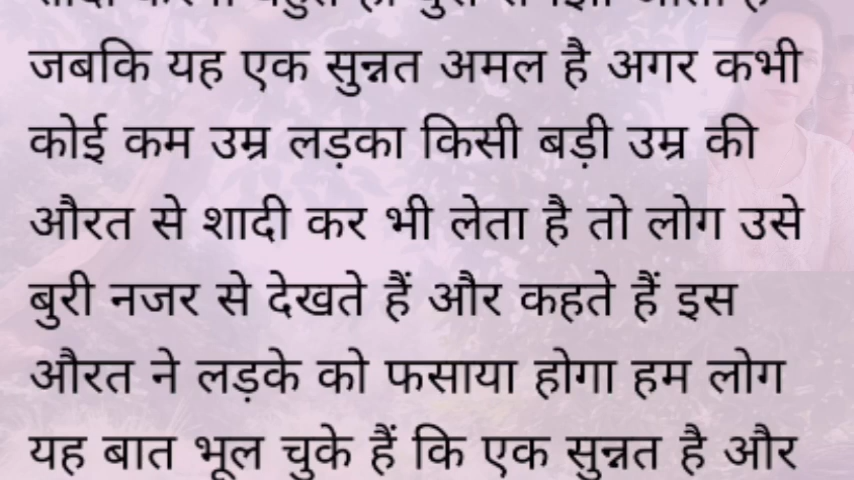 जबकि यह एक सुन्नत अमल है अगर कभी
कोई कम उम्र लड़का किसी बड़ी उम्र की
औरत से शादी कर भी लेता है तो लोग उसे
बुरी नजर से देखते हैं और कहते हैं इस
औरत ने लड़के को फसाया होगा हम लोग
यह बात भूल चुके हैं कि एक सुन्नत है और